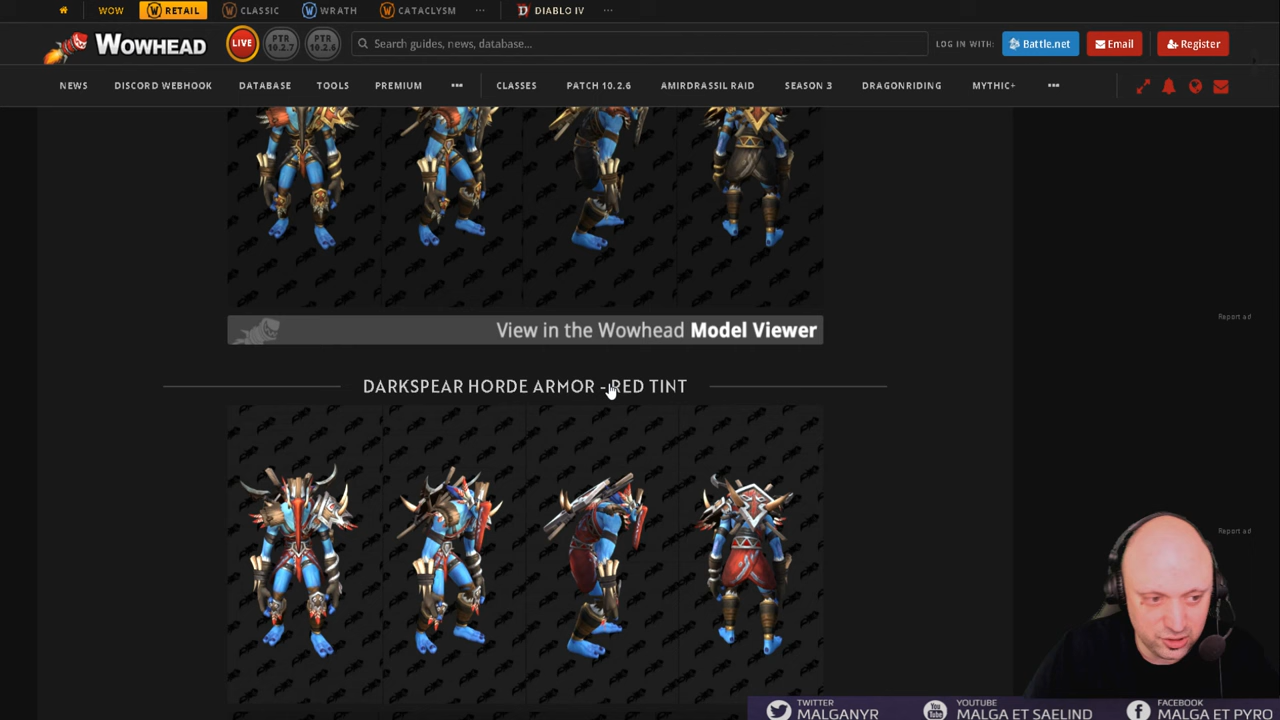 WOW RETAIL CLASSIC WRATH CATACLYSM ... DIABLO IV ...
WOWHEAD LIVE PTR 10.2.7 PTR 10.2.6 Search guides, news, database... LOG IN WITH: Battle.net Email Register
NEWS DISCORD WEBHOOK DATABASE TOOLS PREMIUM ... CLASSES PATCH 10.2.6 AMIRDRASSIL RAID SEASON 3 DRAGONRIDING MYTHIC+ ...
Report ad
View in the Wowhead Model Viewer
DARKSPEAR HORDE ARMOR - RED TINT
Report ad
TWITTER
MALGANYR
YOUTUBE
MALGA ET SAELIND
FACEBOOK
MALGA ET PYRO